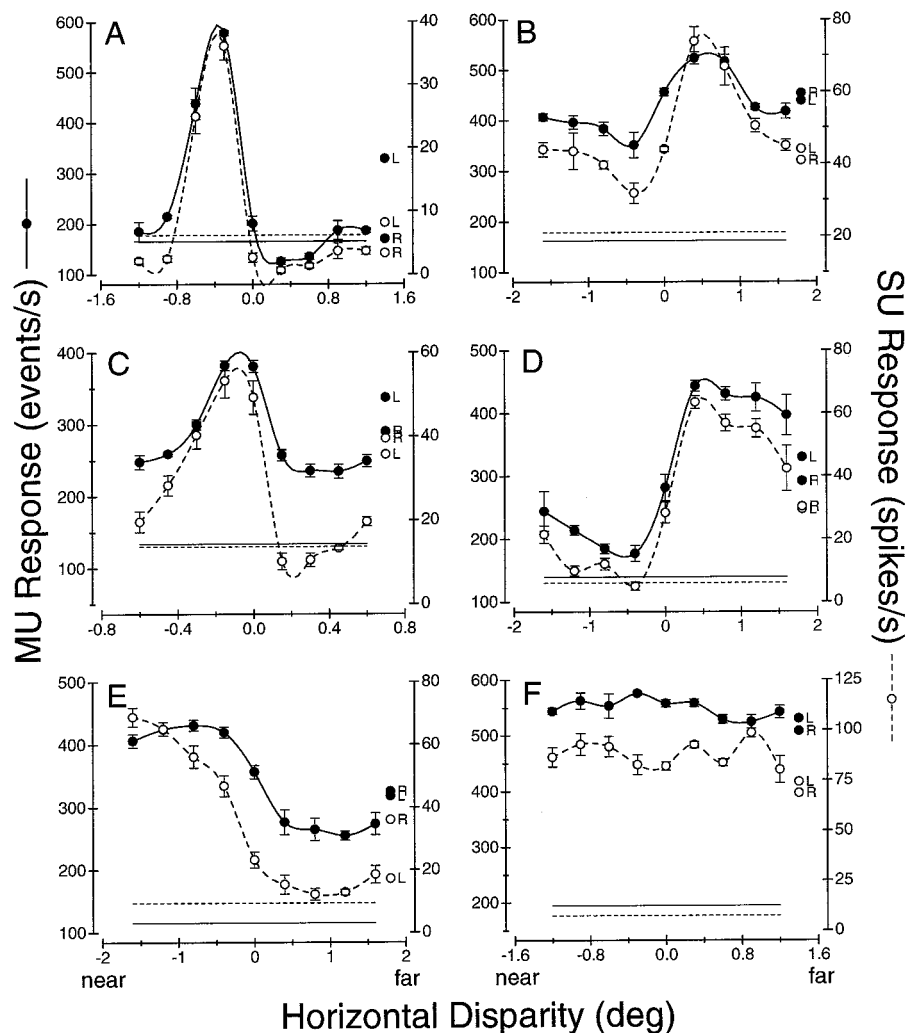 MU Response (events/s)
SU Response (spikes/s)
A
600
500
400
300
200
100
40
30
20
10
0
L
L
R
R
-1.6
-0.8
0.0
0.8
1.6
B
600
500
400
300
200
100
80
60
40
20
R
L
L
R
-2
-1
0
1
2
C
400
300
200
100
60
40
20
0
L
R
R
L
-0.8
-0.4
0.0
0.4
0.8
D
500
400
300
200
100
80
60
40
20
0
L
R
R
-2
-1
0
1
2
E
500
400
300
200
100
80
60
40
20
0
R
L
R
L
-2
-1
0
1
2
near
far
F
600
500
400
300
200
125
100
75
50
25
0
L
R
L
R
-1.6
-0.8
0.0
0.8
1.6
near
far
Horizontal Disparity (deg)